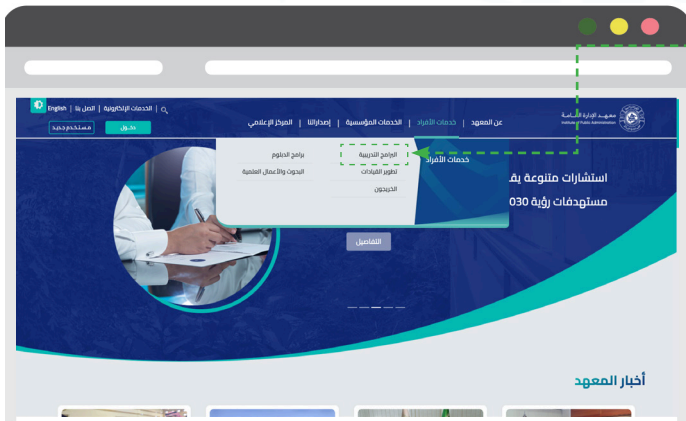 English | اتصل بنا | الخدمات الإلكترونية |
دخول
مستخدم جديد
معهد الإدارة العامة
Institute of Public Administration
عن المعهد | خدمات الأفراد | الخدمات المؤسسية | إصداراتنا | المركز الإعلامي
خدمات الأفراد
البرامج التدريبية
برامج الدبلوم
تطوير القيادات
البحوث والأعمال العلمية
الخريجون
استشارات متنوعة يقـ
مستهدفات رؤية 030
التفاصيل
أخبار المعهد